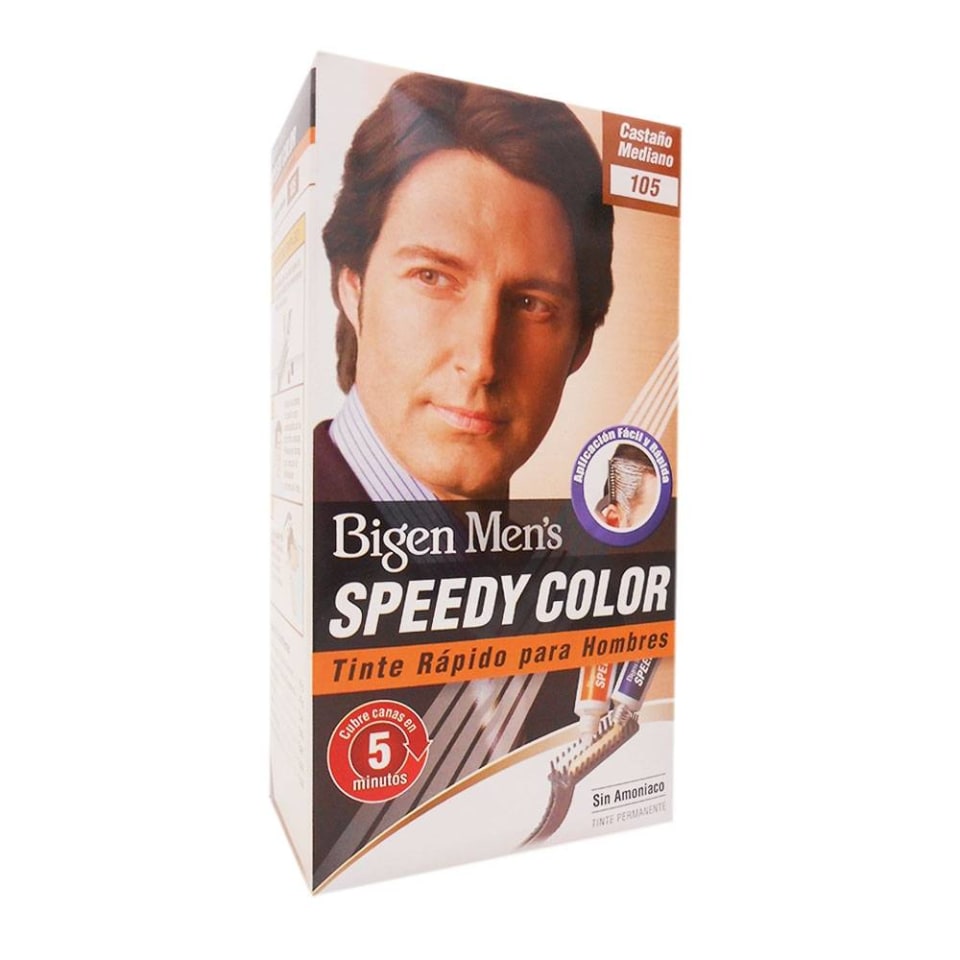 Castaño
Mediano
105
Aplicación Fácil y Rápida
Bigen Men's
SPEEDY COLOR
Tinte Rápido para Hombres
Cubre canas en
5
minutos
Sin Amoniaco
TINTE PERMANENTE